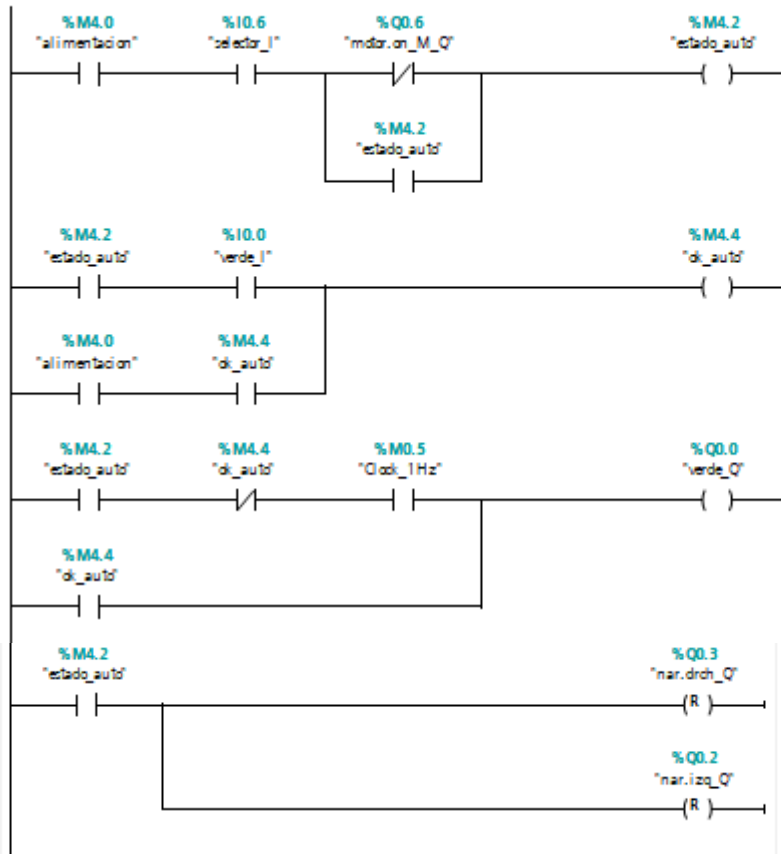 %M4.0 %I0.6 %Q0.6 %M4.2
"alimentacion" "selector_I" "motor.on_M_Q" "estado_auto"
%M4.2
"estado_auto"
%M4.2 %I0.0 %M4.4
"estado_auto" "verde_I" "ok_auto"
%M4.0 %M4.4
"alimentacion" "ok_auto"
%M4.2 %M4.4 %M0.5 %Q0.0
"estado_auto" "ok_auto" "Clock_1Hz" "verde_Q"
%M4.4
"ok_auto"
%M4.2 %Q0.3
"estado_auto" "nar.drch_Q"
R
%Q0.2
"nar.izq_Q"
R